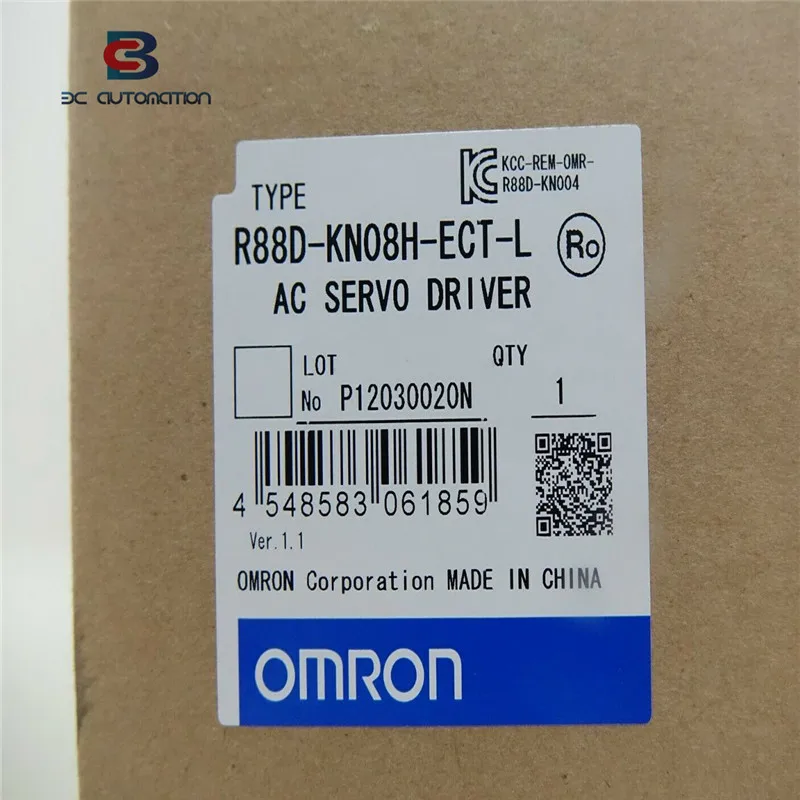 BC AUTOMATION
TYPE
KCC-REM-OMR-
R88D-KN004
R88D-KN08H-ECT-L
Ro
AC SERVO DRIVER
LOT
No P12030020N
QTY
1
4 548583 061859
Ver.1.1
OMRON Corporation MADE IN CHINA
OMRON